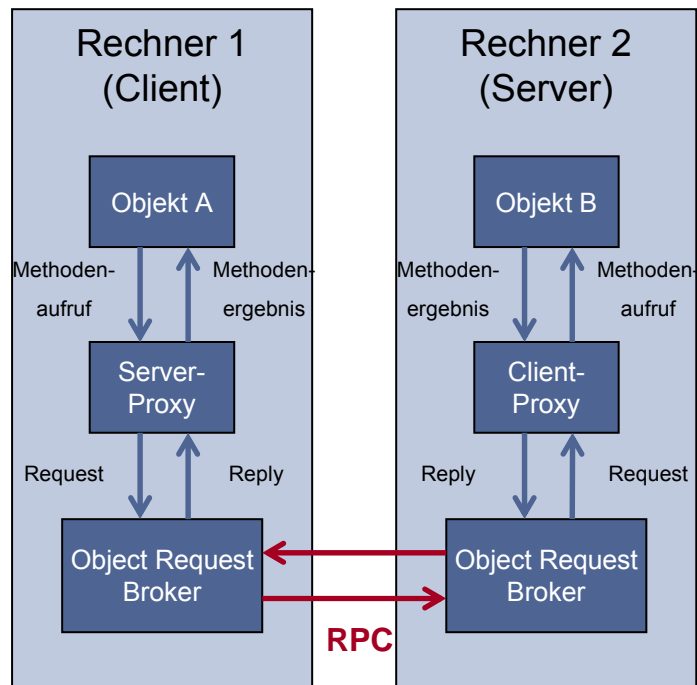 Rechner 1
(Client)
Objekt A
Methoden-
aufruf
Methoden-
ergebnis
Server-
Proxy
Request
Reply
Object Request
Broker
Rechner 2
(Server)
Objekt B
Methoden-
ergebnis
Methoden-
aufruf
Client-
Proxy
Reply
Request
Object Request
Broker
RPC